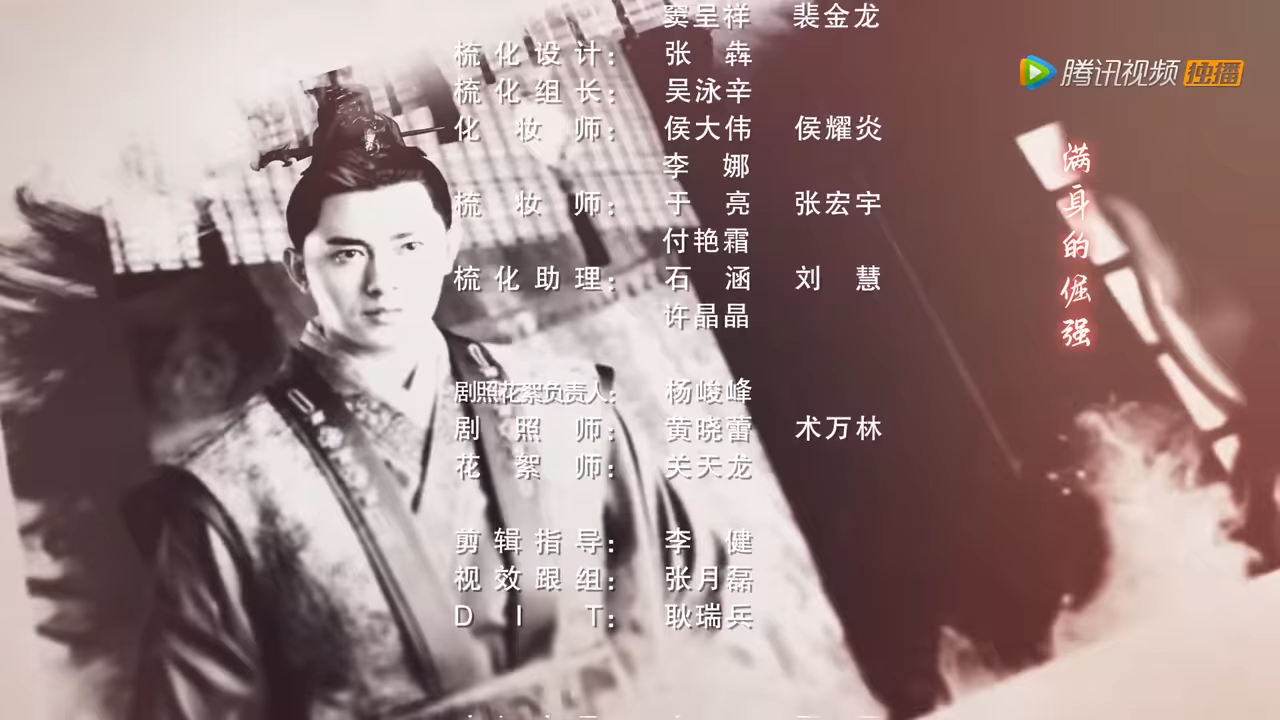 窦呈祥 裴金龙
梳化设计： 张犇
梳化组长： 吴泳辛
化妆师： 侯大伟 侯耀炎
李娜
梳妆师： 于亮 张宏宇
付艳霜
梳化助理： 石涵 刘慧
许晶晶
剧照花絮负责人： 杨峻峰
剧照师： 黄晓蕾 术万林
花絮师： 关天龙
剪辑指导： 李健
视效跟组： 张月磊
DIT： 耿瑞兵
腾讯视频 独播
满身的倔强